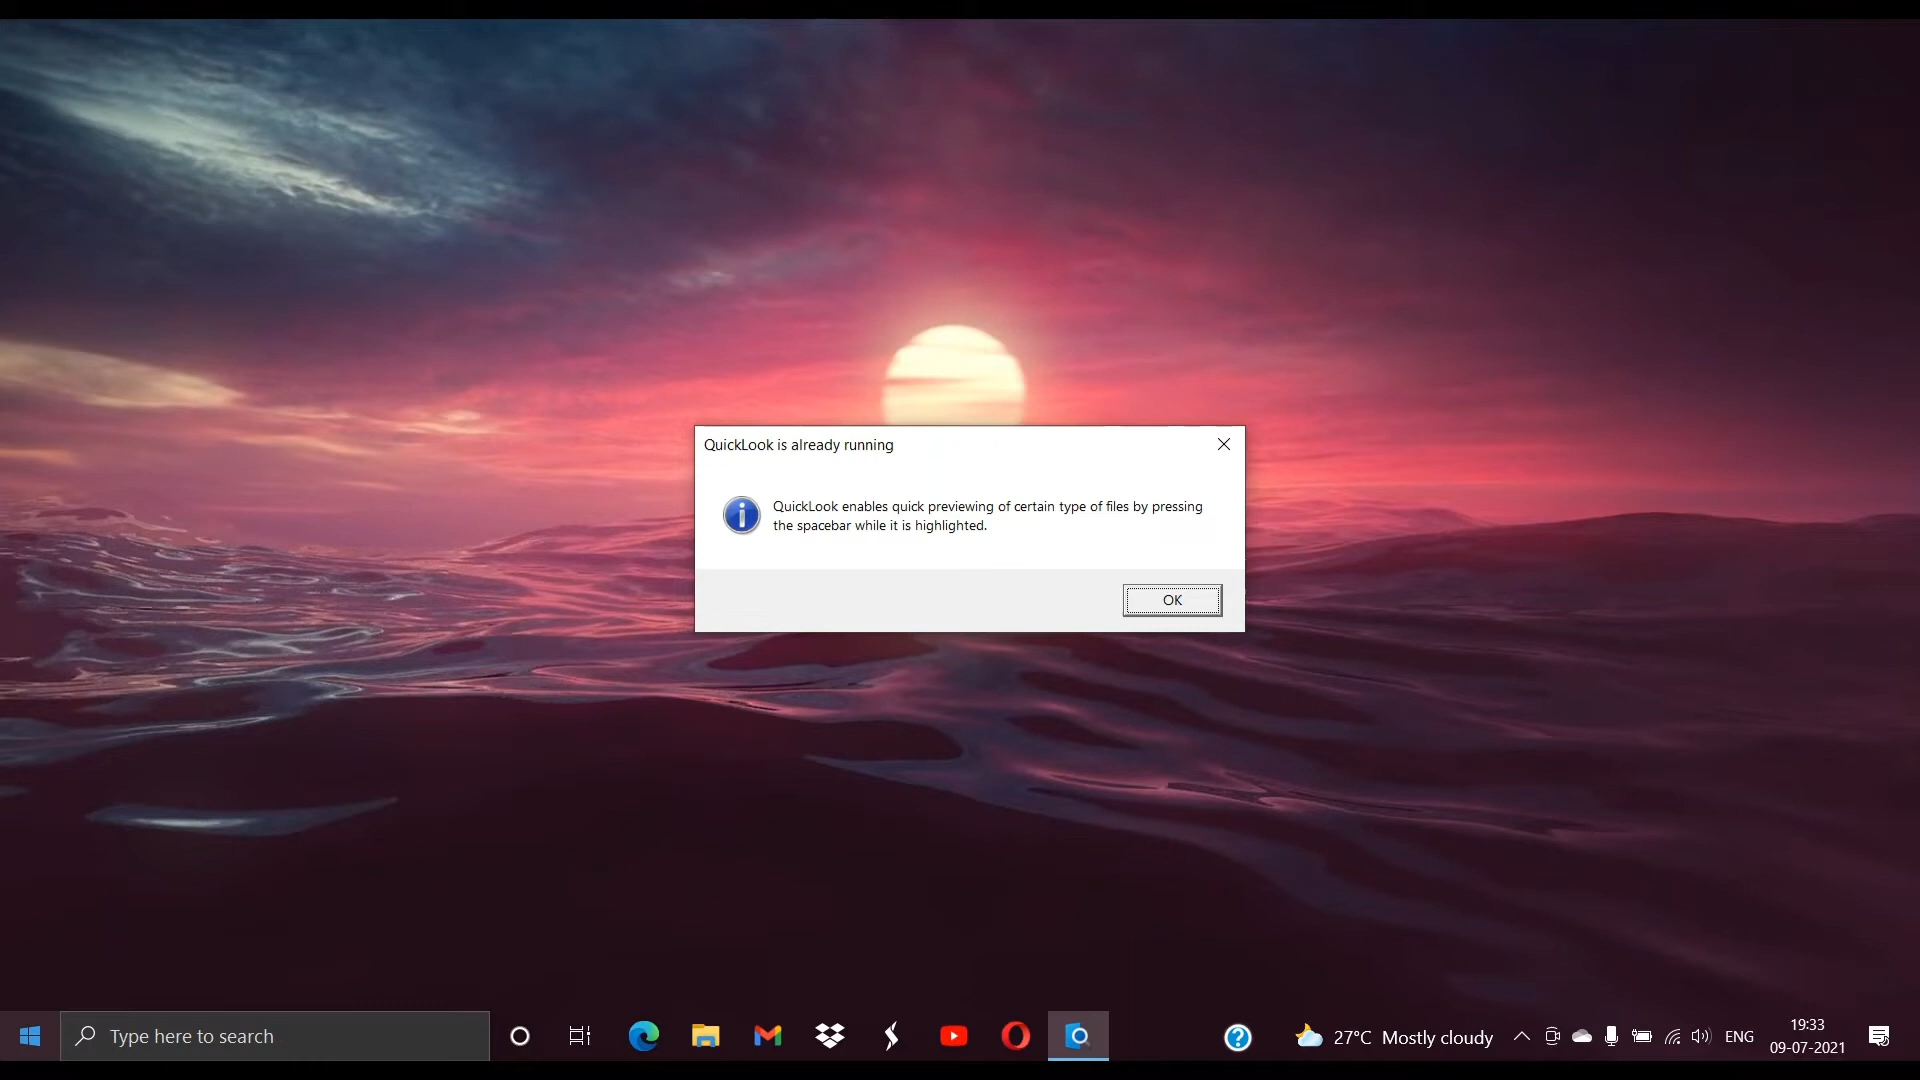 QuickLook is already running
QuickLook enables quick previewing of certain type of files by pressing
the spacebar while it is highlighted.
OK
Type here to search
27°C Mostly cloudy
ENG
19:33
09-07-2021